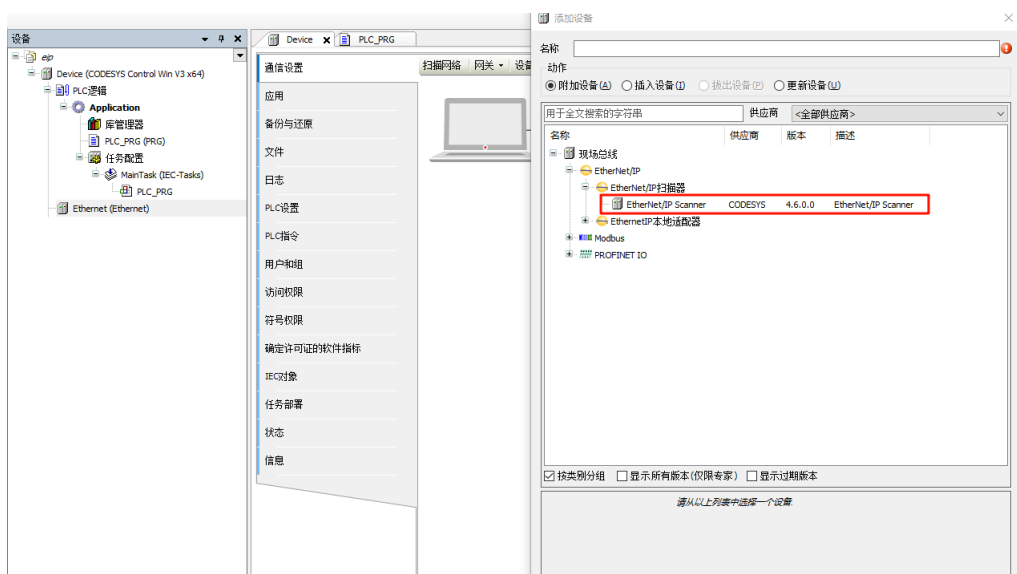 设备
eip
Device (CODESYS Control Win V3 x64)
PLC逻辑
Application
库管理器
PLC_PRG (PRG)
任务配置
MainTask (IEC-Tasks)
PLC_PRG
Ethernet (Ethernet)
Device
PLC_PRG
通信设置
应用
备份与还原
文件
日志
PLC设置
PLC指令
用户和组
访问权限
符号权限
确定许可证的软件指标
IEC对象
任务部署
状态
信息
扫描网络 网关 设备
添加设备
名称
动作
附加设备(A) 插入设备(I) 拔出设备(P) 更新设备(U)
用于全文搜索的字符串 供应商 <全部供应商>
名称 供应商 版本 描述
现场总线
EtherNet/IP
EtherNet/IP扫描器
EtherNet/IP Scanner CODESYS 4.6.0.0 EtherNet/IP Scanner
EthernetIP本地适配器
Modbus
PROFINET IO
按类别分组 显示所有版本(仅限专家) 显示过期版本
请从以上列表中选择一个设备.